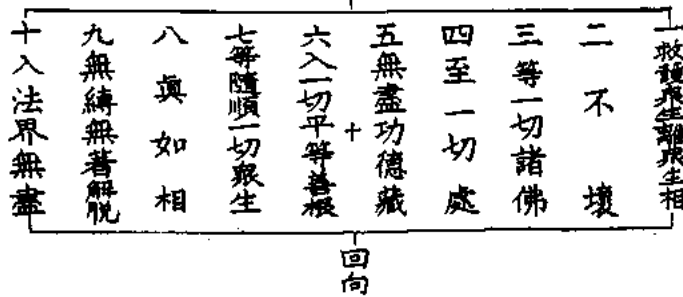 一救護衆生離衆生相
二不壞
三等一切諸佛
四至一切處
五無盡功德藏
六入一切平等善根
七等隨順一切衆生
八眞如相
九無縛無著解脫
十入法界無盡
十
回向